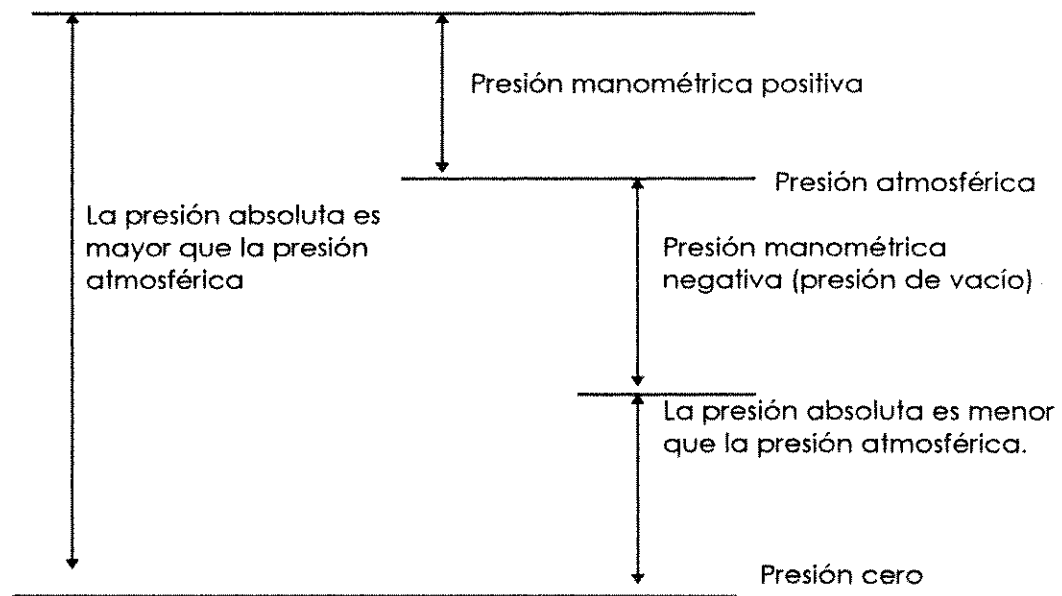 Presión manométrica positiva
Presión atmosférica
La presión absoluta es
mayor que la presión
atmosférica
Presión manométrica
negativa (presión de vacío)
La presión absoluta es menor
que la presión atmosférica.
Presión cero